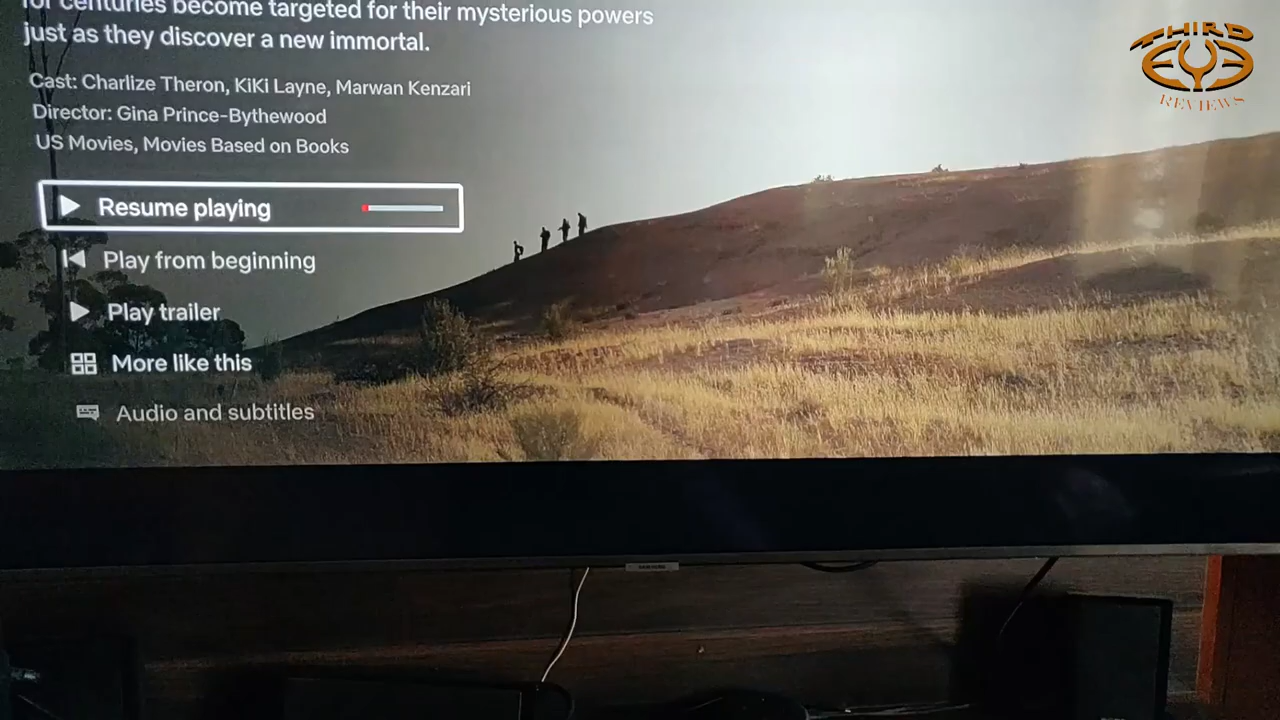 for centuries become targeted for their mysterious powers
just as they discover a new immortal.
Cast: Charlize Theron, KiKi Layne, Marwan Kenzari
Director: Gina Prince-Bythewood
US Movies, Movies Based on Books
Resume playing
Play from beginning
Play trailer
More like this
Audio and subtitles
THIRD
EYE
REVIEWS
SAMSUNG